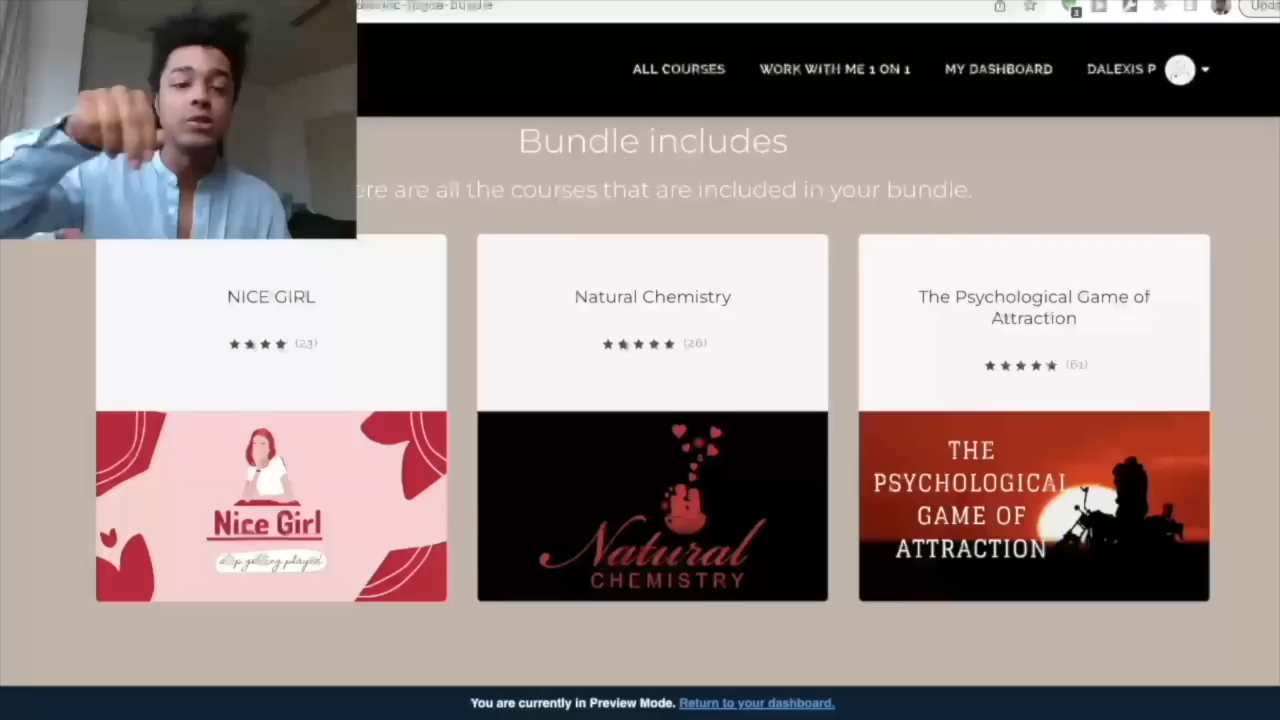 ALL COURSES
WORK WITH ME 1 ON 1
MY DASHBOARD
DALEXIS P
Bundle includes
ere are all the courses that are included in your bundle.
NICE GIRL
(23)
Natural Chemistry
(26)
The Psychological Game of
Attraction
(61)
Nice Girl
played
Natural
CHEMISTRY
THE
PSYCHOLOGICAL
GAME OF
ATTRACTION
You are currently in Preview Mode. Return to your dashboard.